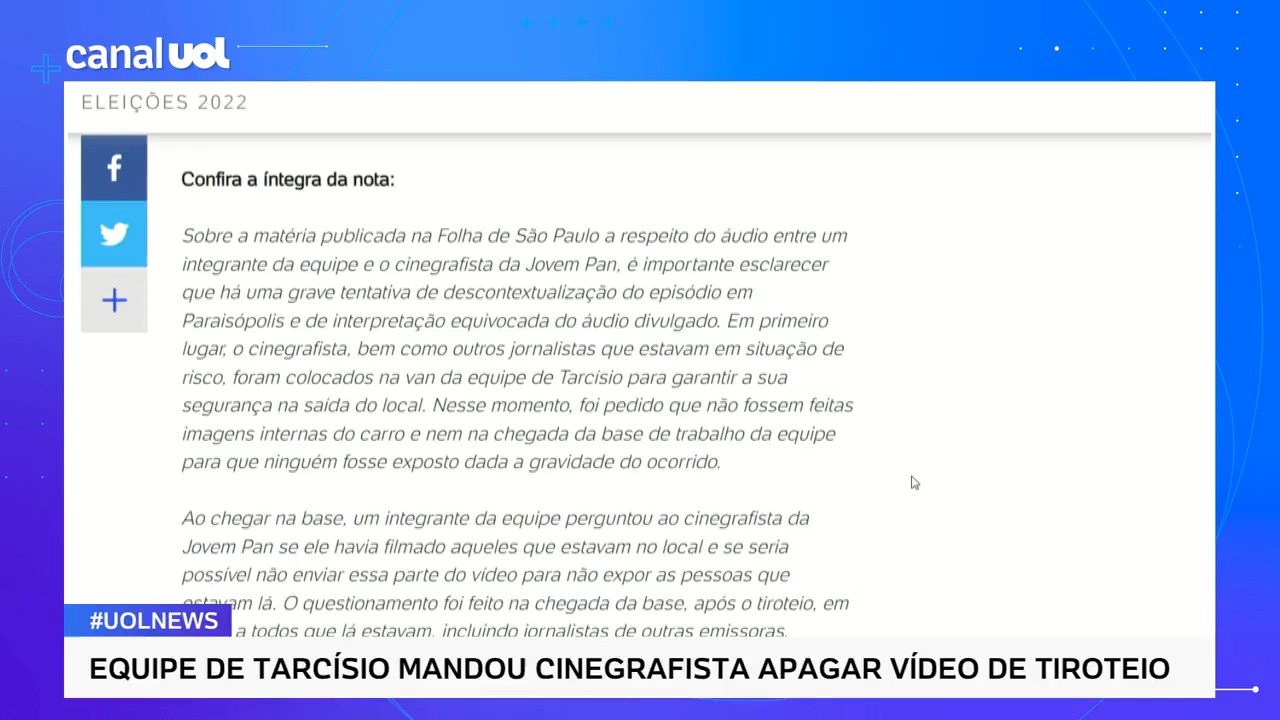 canal uol
ELEIÇÕES 2022
Confira a íntegra da nota:
Sobre a matéria publicada na Folha de São Paulo a respeito do áudio entre um
integrante da equipe e o cinegrafista da Jovem Pan, é importante esclarecer
que há uma grave tentativa de descontextualização do episódio em
Paraisópolis e de interpretação equivocada do áudio divulgado. Em primeiro
lugar, o cinegrafista, bem como outros jornalistas que estavam em situação de
risco, foram colocados na van da equipe de Tarcísio para garantir a sua
segurança na saída do local. Nesse momento, foi pedido que não fossem feitas
imagens internas do carro e nem na chegada da base de trabalho da equipe
para que ninguém fosse exposto dada a gravidade do ocorrido.
Ao chegar na base, um integrante da equipe perguntou ao cinegrafista da
Jovem Pan se ele havia filmado aqueles que estavam no local e se seria
possível não enviar essa parte do vídeo para não expor as pessoas que
estavam lá. O questionamento foi feito na chegada da base, após o tiroteio, em
a todos que lá estavam, incluindo jornalistas de outras emissoras.
#UOLNEWS
EQUIPE DE TARCÍSIO MANDOU CINEGRAFISTA APAGAR VÍDEO DE TIROTEIO